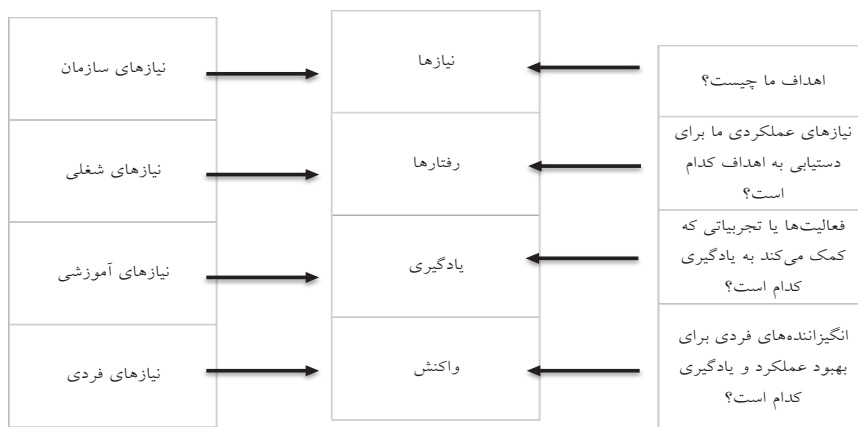 نیازهای سازمان
نیازها
اهداف ما چیست؟
نیازهای شغلی
رفتارها
نیازهای عملکردی ما برای
دستیابی به اهداف کدام
است؟
نیازهای آموزشی
یادگیری
فعالیت‌ها یا تجربیاتی که
کمک می‌کند به یادگیری
کدام است؟
نیازهای فردی
واکنش
انگیزاننده‌های فردی برای
بهبود عملکرد و یادگیری
کدام است؟